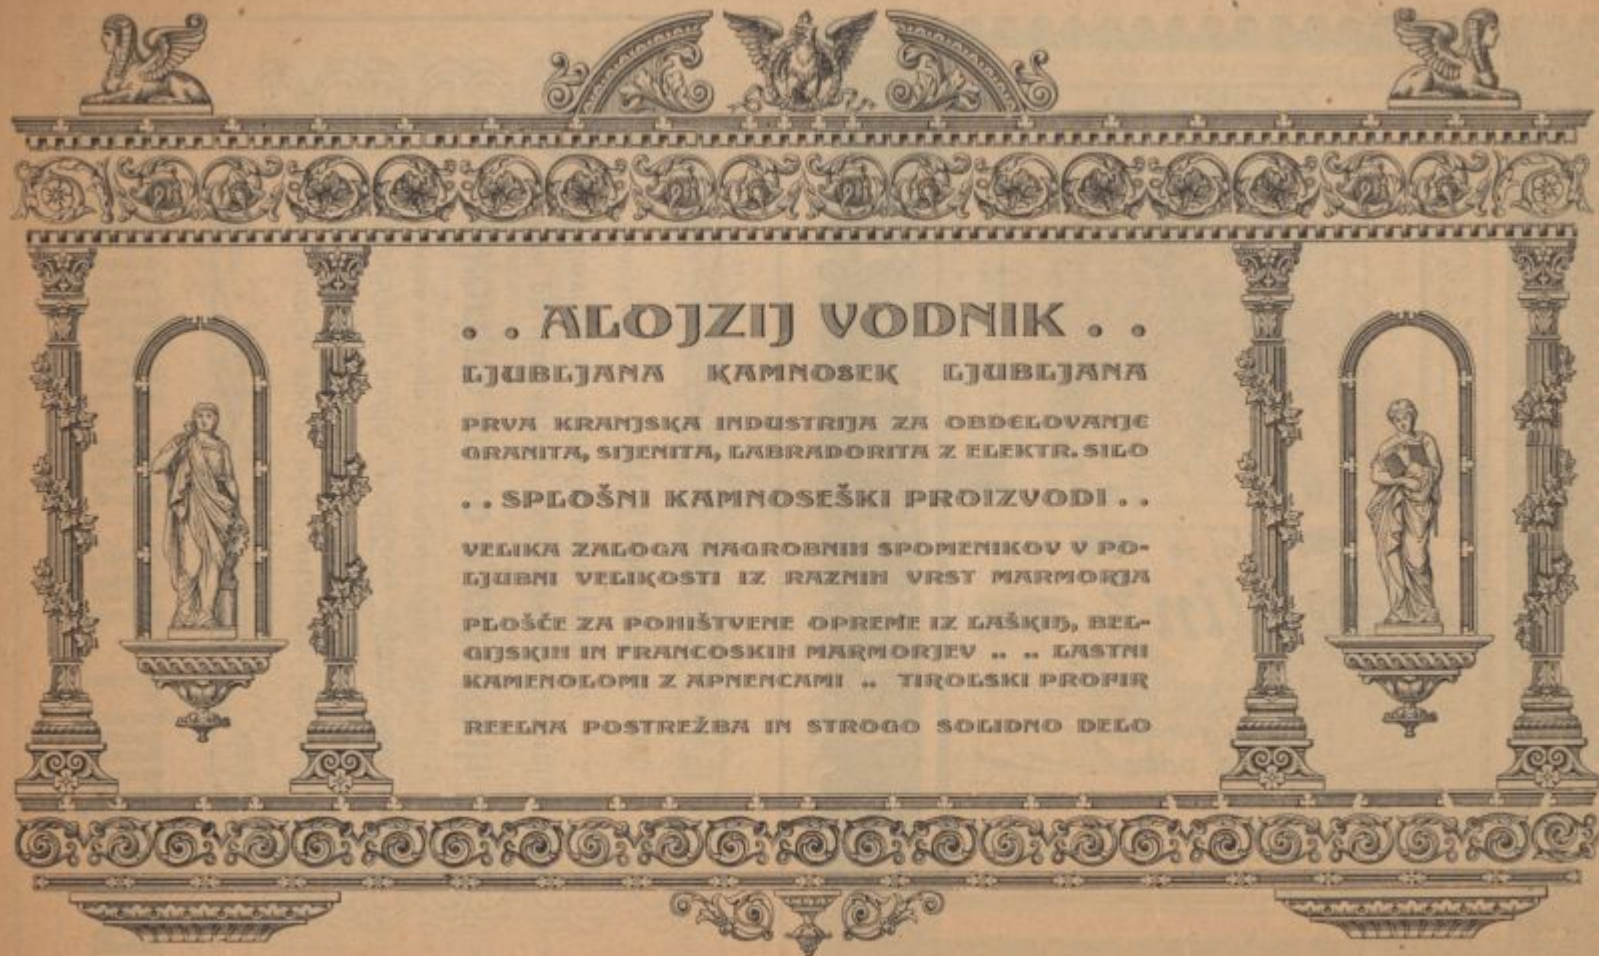 . . ALOJZIJ VODNIK . .
LJUBLJANA KAMNOSEK LJUBLJANA
PRVA KRANJSKA INDUSTRIJA ZA OBDELOVANJE
GRANITA, SIJENITA, LABRADORITA Z ELEKTR. SILO
. . SPLOŠNI KAMNOSEŠKI PROIZVODI . .
VELIKA ZALOGA NAGROBNIH SPOMENIKOV V PO-
LJUBNI VELIKOSTI IZ RAZNIH VRST MARMORJA
PLOŠČE ZA POHIŠTVENE OPREME IZ LAŠKIH, BEL-
GIJSKIH IN FRANCOSKIH MARMORJEV .. .. LASTNI
KAMENOLOMI Z APNENCAMI .. TIROLSKI PROFIR
REELNA POSTREŽBA IN STROGO SOLIDNO DELO